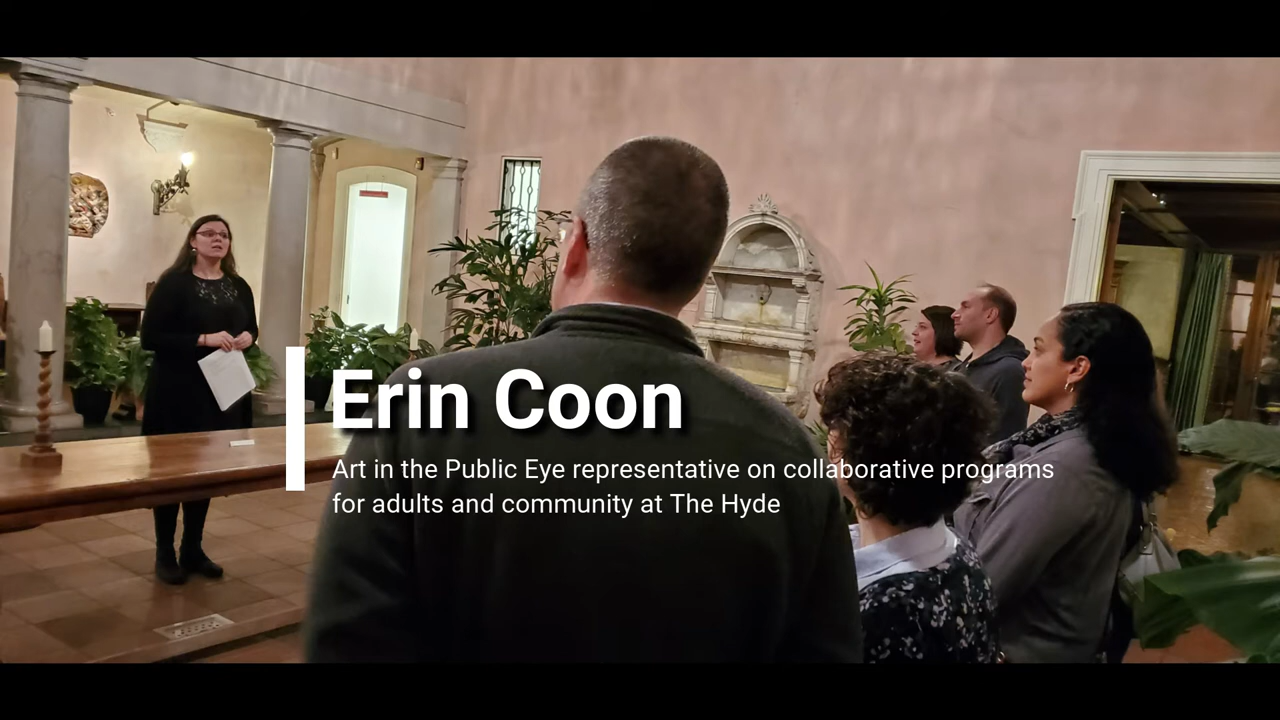 Erin Coon
Art in the Public Eye representative on collaborative programs
for adults and community at The Hyde